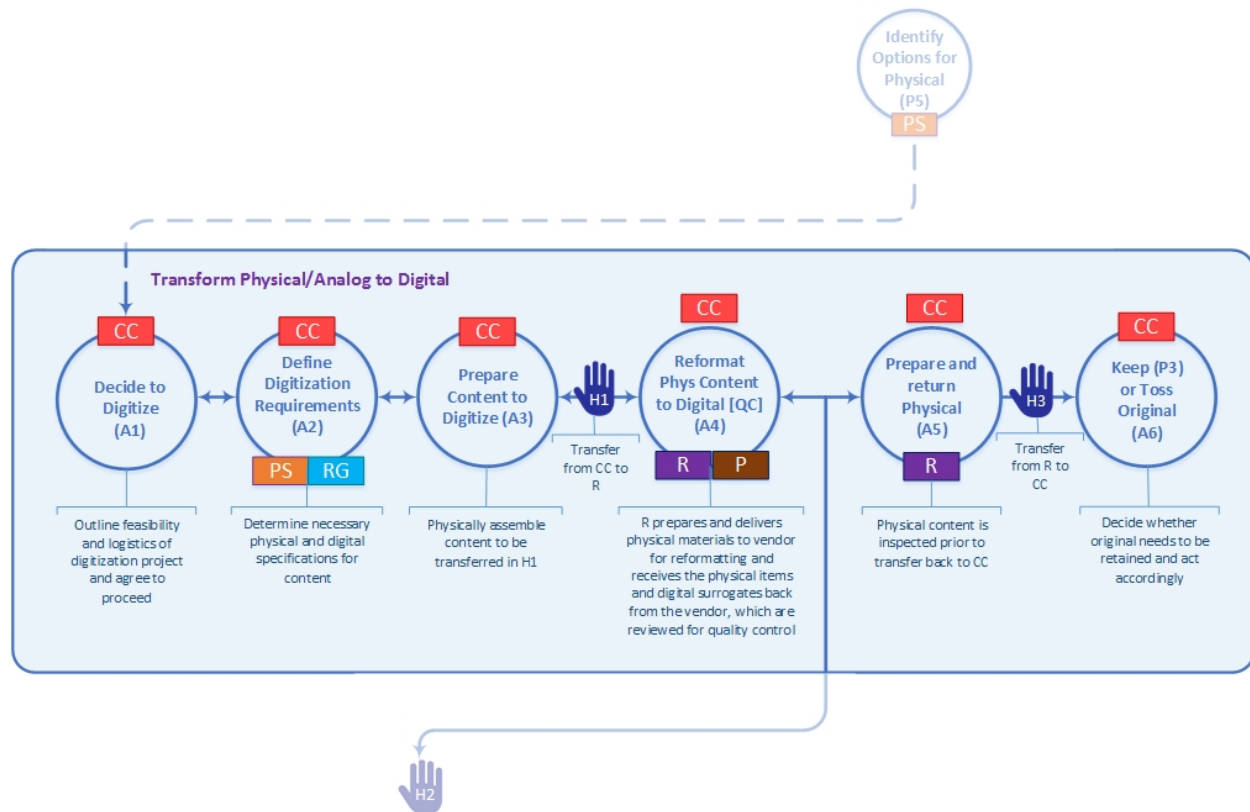 Identify
Options for
Physical
(P5)
PS
Transform Physical/Analog to Digital
CC
Decide to
Digitize
(A1)
Outline feasibility
and logistics of
digitization project
and agree to
proceed
CC
Define
Digitization
Requirements
(A2)
PS RG
Determine necessary
physical and digital
specifications for
content
CC
Prepare
Content to
Digitize (A3)
Physically assemble
content to be
transferred in H1
H1
Transfer
from CC to
R
CC
Reformat
Phys Content
to Digital [QC]
(A4)
R P
R prepares and delivers
physical materials to vendor
for reformatting and
receives the physical items
and digital surrogates back
from the vendor, which are
reviewed for quality control
CC
Prepare and
return
Physical
(A5)
R
Physical content is
inspected prior to
transfer back to CC
H3
Transfer
from R to
CC
CC
Keep (P3)
or Toss
Original
(A6)
Decide whether
original needs to be
retained and act
accordingly
H2